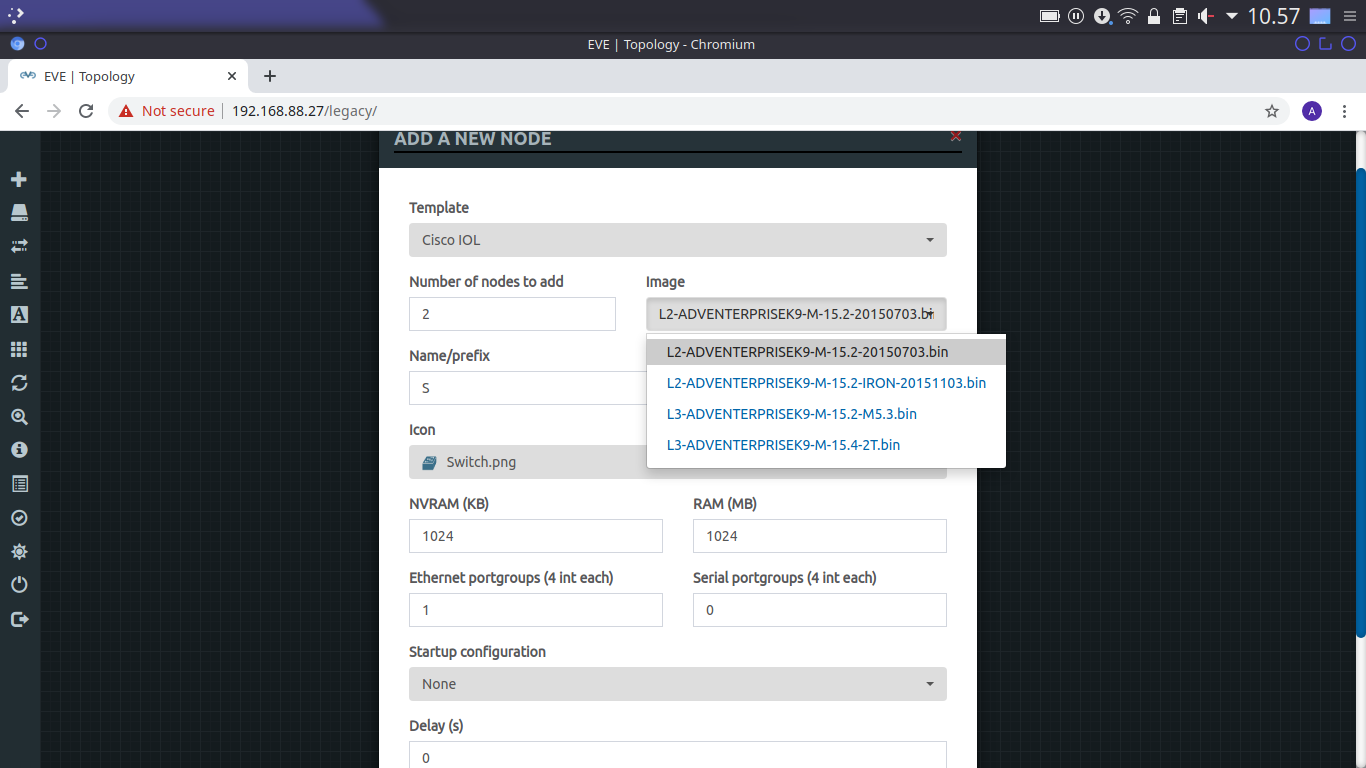 10.57
EVE | Topology - Chromium
EVE | Topology
Not secure 192.168.88.27/legacy/
A
ADD A NEW NODE
Template
Cisco IOL
Number of nodes to add
Image
2
L2-ADVENTERPRISEK9-M-15.2-20150703.bin
L2-ADVENTERPRISEK9-M-15.2-20150703.bin
L2-ADVENTERPRISEK9-M-15.2-IRON-20151103.bin
L3-ADVENTERPRISEK9-M-15.2-M5.3.bin
L3-ADVENTERPRISEK9-M-15.4-2T.bin
Name/prefix
S
Icon
Switch.png
NVRAM (KB)
RAM (MB)
1024
1024
Ethernet portgroups (4 int each)
Serial portgroups (4 int each)
1
0
Startup configuration
None
Delay (s)
0
A